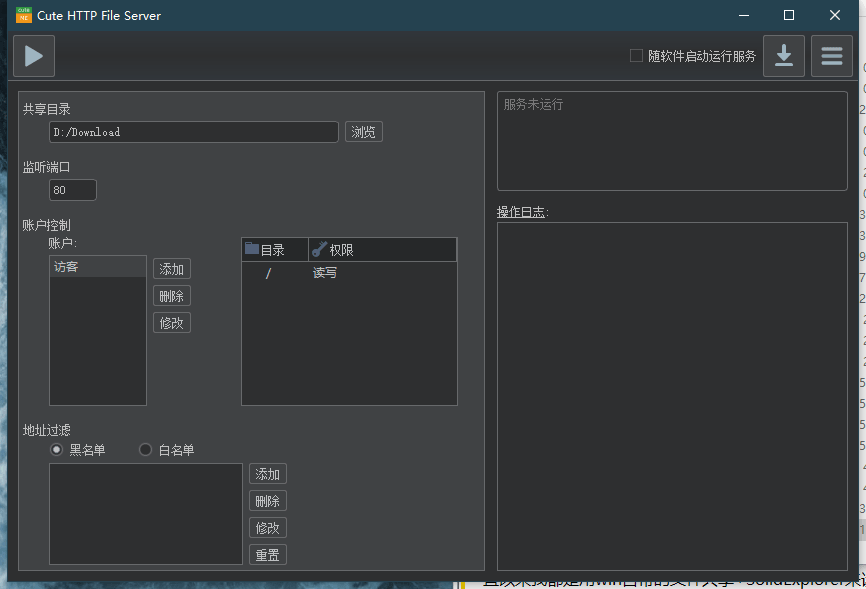 cute
NE
Cute HTTP File Server
随软件启动运行服务
共享目录
D:/Download
浏览
监听端口
80
账户控制
账户:
访客
添加
删除
修改
目录
权限
/
读写
地址过滤
黑名单
白名单
添加
删除
修改
重置
服务未运行
操作日志: